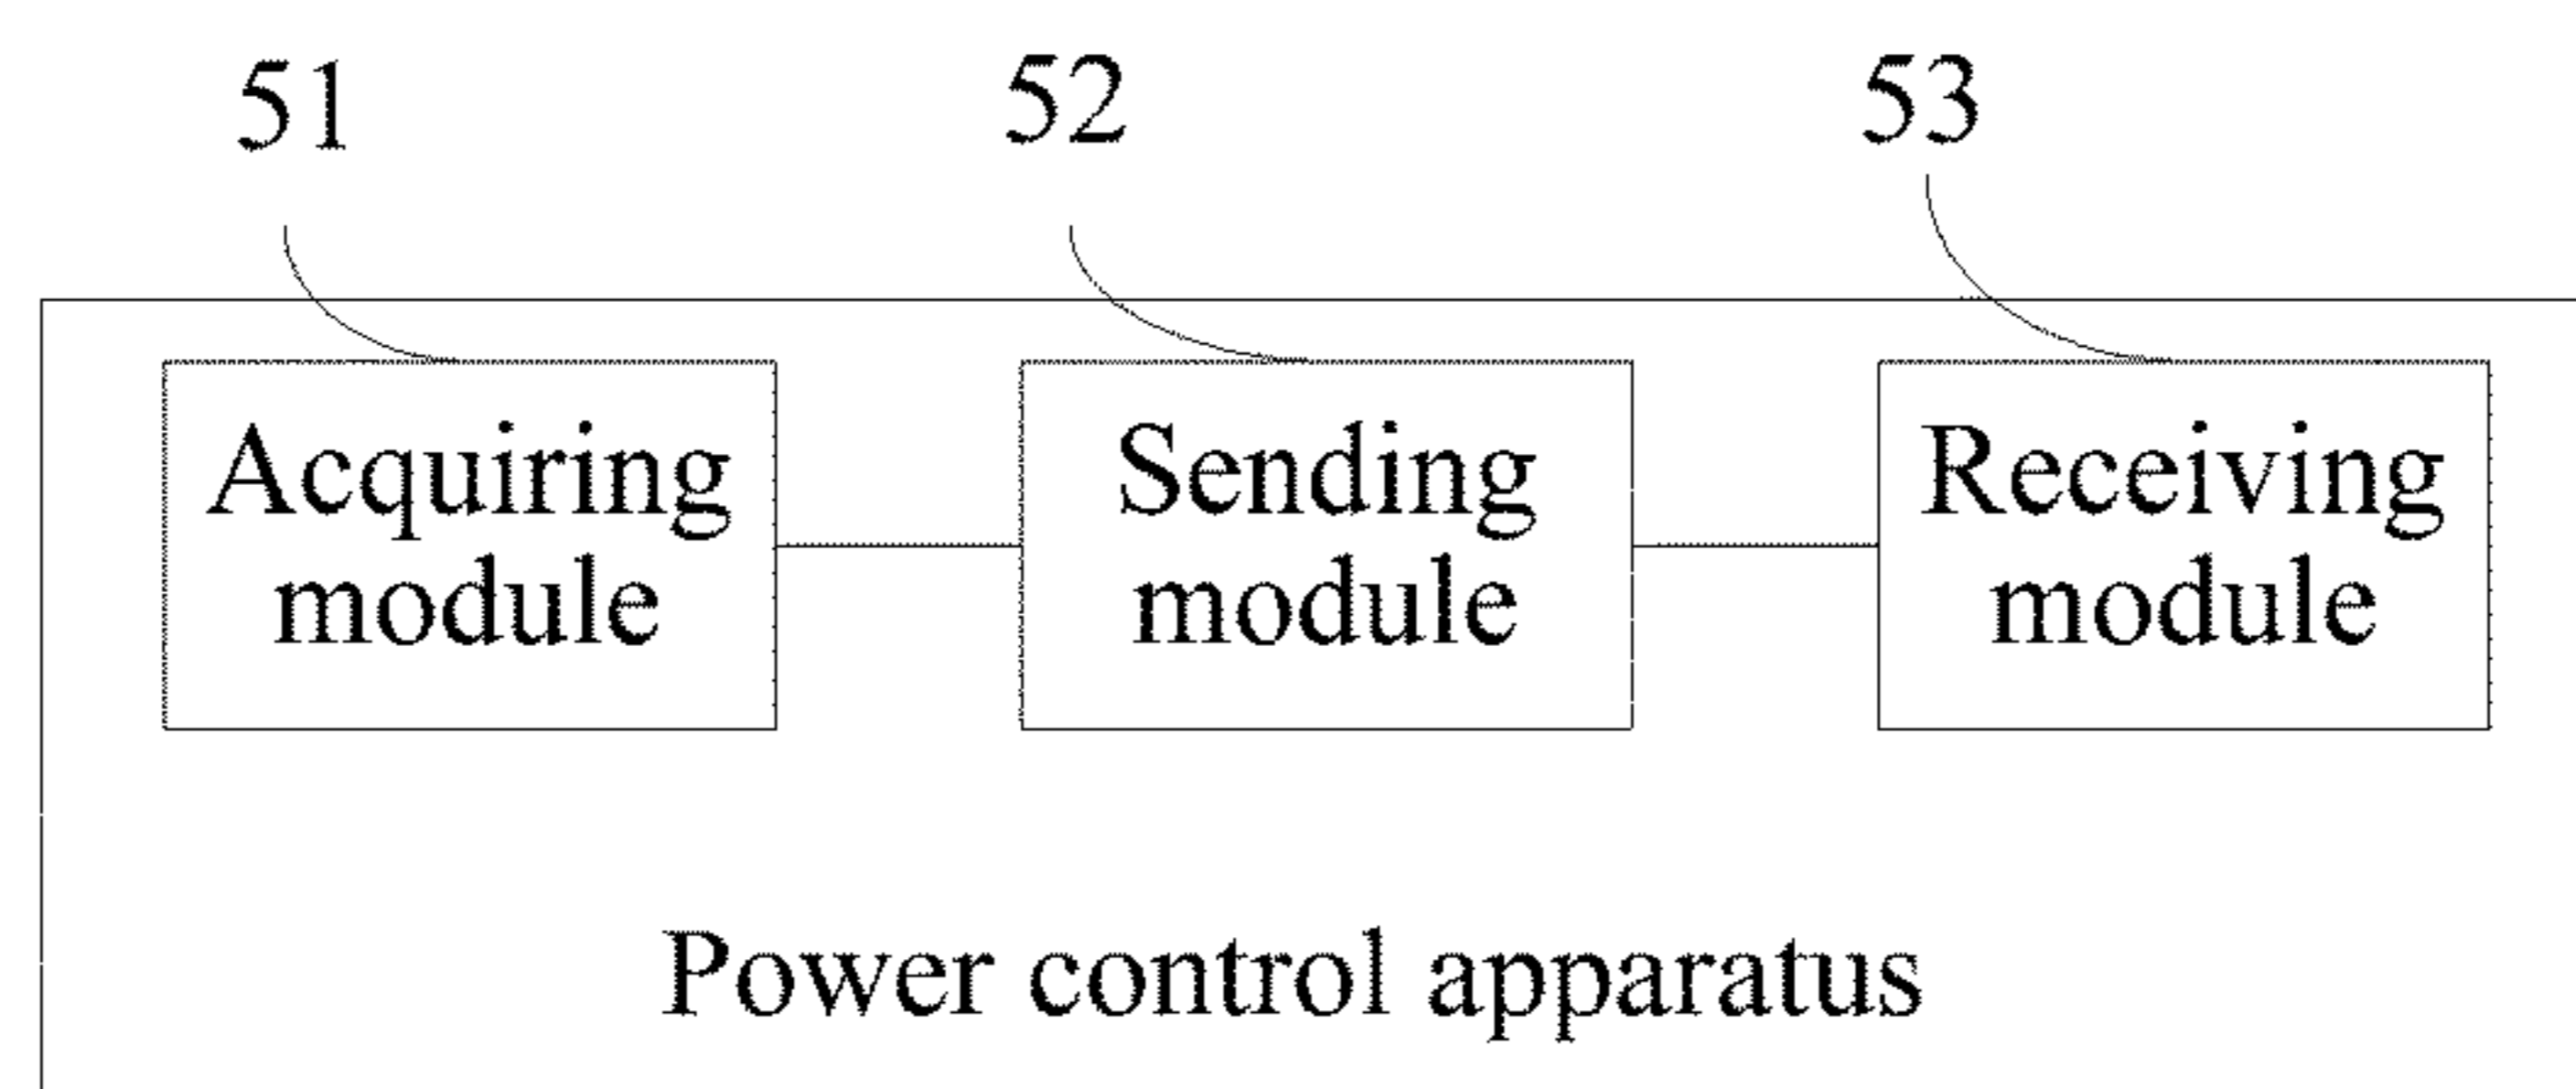 51
52
53
Acquiring
module
Sending
module
Receiving
module
Power control apparatus